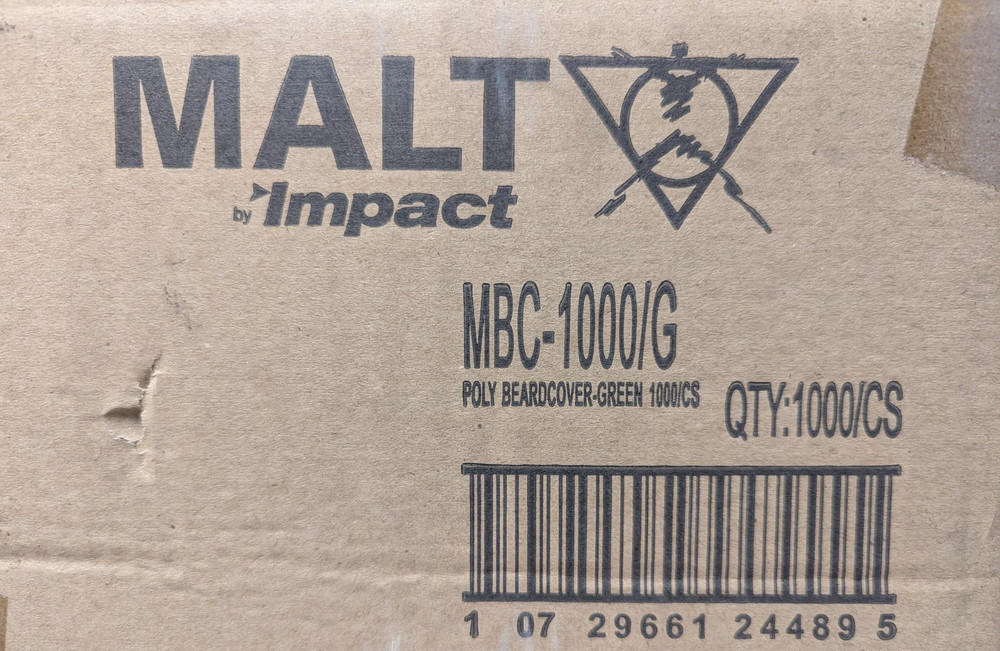 MALT
by Impact
MBC-1000/G
POLY BEARDCOVER-GREEN 1000/CS
QTY:1000/CS
1 07 29661 24489 5